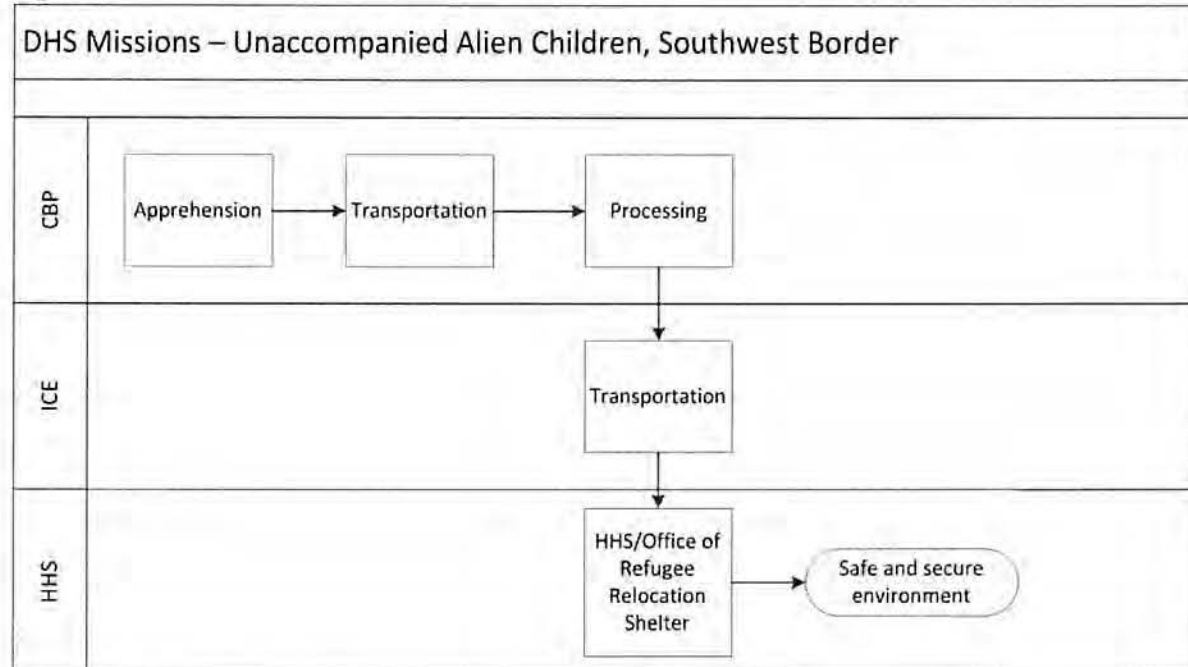 DHS Missions – Unaccompanied Alien Children, Southwest Border
CBP
Apprehension
Transportation
Processing
ICE
Transportation
HHS
HHS/Office of
Refugee
Relocation
Shelter
Safe and secure
environment